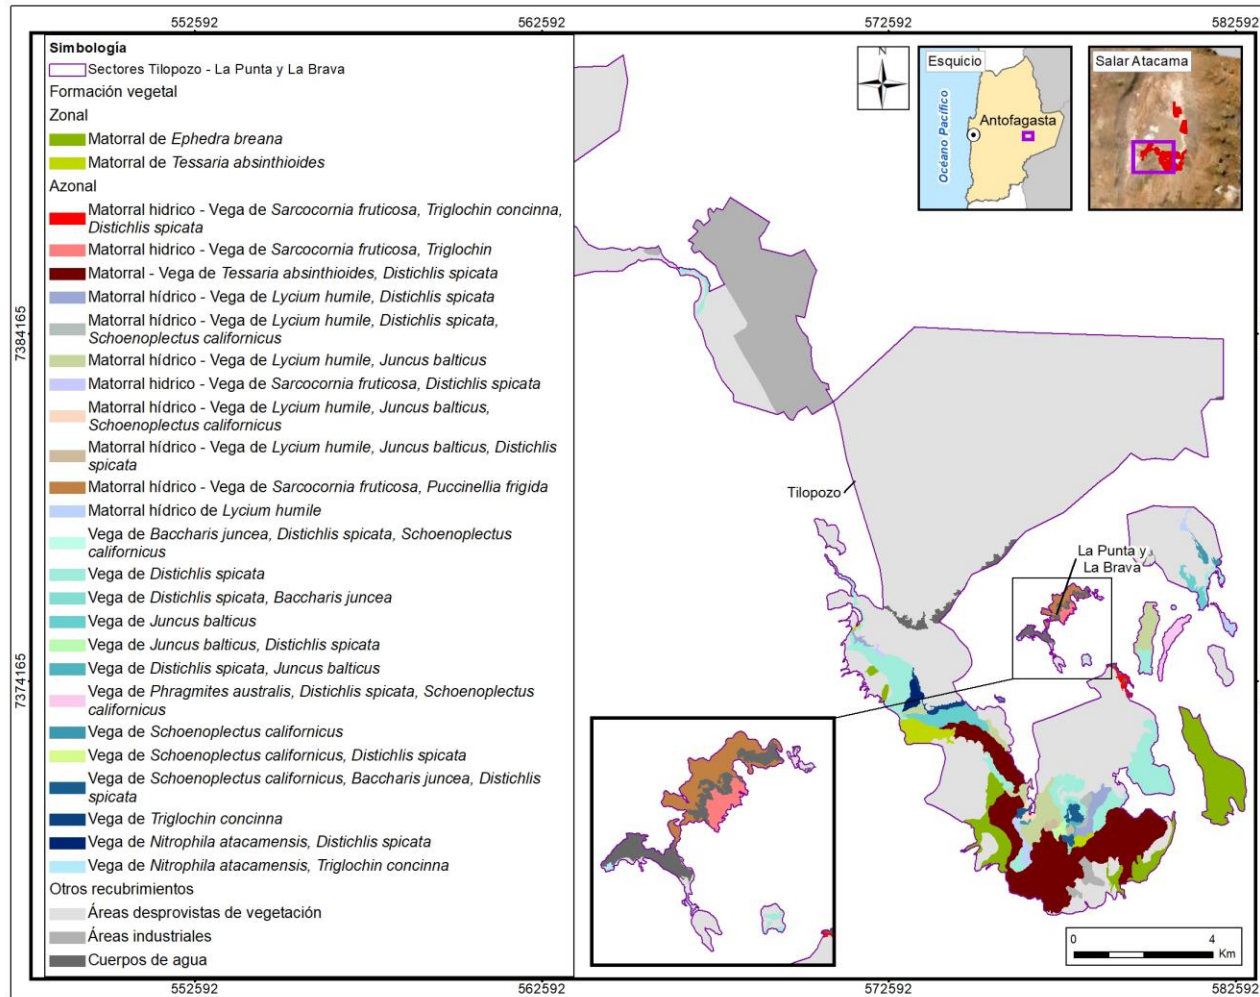 552592
562592
572592
582592
Simbología
Sectores Tilopozo - La Punta y La Brava
Formación vegetal
Zonal
Matorral de Ephedra breana
Matorral de Tessaria absinthioides
Azonal
Matorral hidrico - Vega de Sarcocornia fruticosa, Triglochin concinna,
Distichlis spicata
Matorral hidrico - Vega de Sarcocornia fruticosa, Triglochin
Matorral - Vega de Tessaria absinthioides, Distichlis spicata
Matorral hídrico - Vega de Lycium humile, Distichlis spicata
Matorral hídrico - Vega de Lycium humile, Distichlis spicata,
Schoenoplectus californicus
Matorral hídrico - Vega de Lycium humile, Juncus balticus
Matorral hidrico - Vega de Sarcocornia fruticosa, Distichlis spicata
Matorral hídrico - Vega de Lycium humile, Juncus balticus,
Schoenoplectus californicus
Matorral hídrico - Vega de Lycium humile, Juncus balticus, Distichlis
spicata
Matorral hídrico - Vega de Sarcocornia fruticosa, Puccinellia frigida
Matorral hídrico de Lycium humile
Vega de Baccharis juncea, Distichlis spicata, Schoenoplectus
californicus
Vega de Distichlis spicata
Vega de Distichlis spicata, Baccharis juncea
Vega de Juncus balticus
Vega de Juncus balticus, Distichlis spicata
Vega de Distichlis spicata, Juncus balticus
Vega de Phragmites australis, Distichlis spicata, Schoenoplectus
californicus
Vega de Schoenoplectus californicus
Vega de Schoenoplectus californicus, Distichlis spicata
Vega de Schoenoplectus californicus, Baccharis juncea, Distichlis
spicata
Vega de Triglochin concinna
Vega de Nitrophila atacamensis, Distichlis spicata
Vega de Nitrophila atacamensis, Triglochin concinna
Otros recubrimientos
Áreas desprovistas de vegetación
Áreas industriales
Cuerpos de agua
N
Esquicio
Océano Pacífico
Antofagasta
Salar Atacama
7384165
7374165
Tilopozo
La Punta y
La Brava
0
4
Km
552592
562592
572592
582592